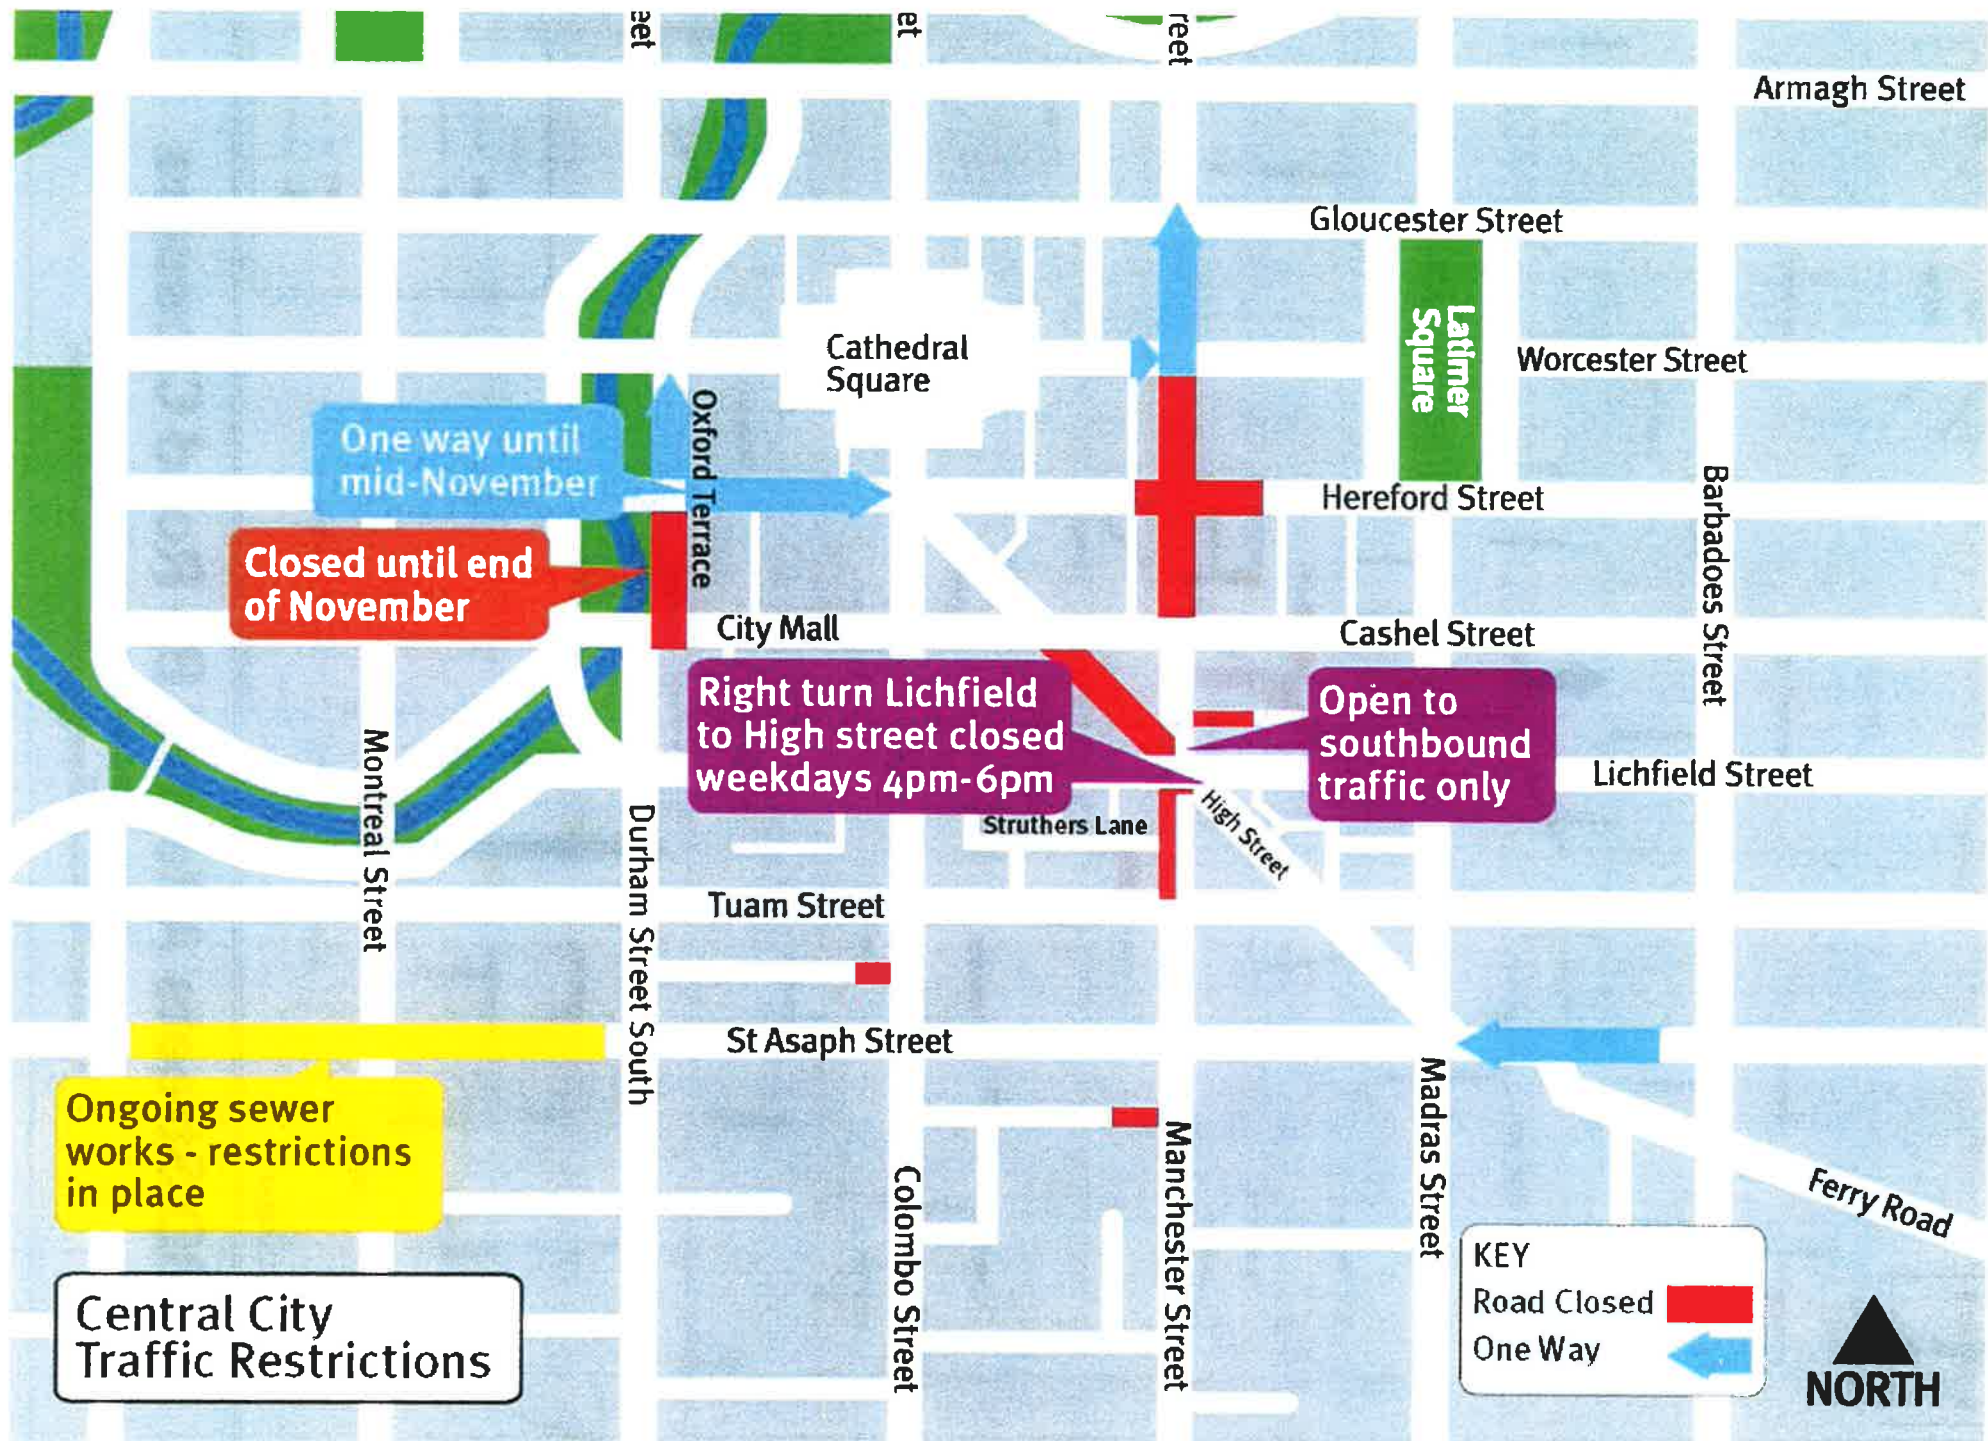 eet
et
reet
Armagh Street
Gloucester Street
Cathedral
Square
Latimer
Square
Worcester Street
One way until
mid-November
Oxford Terrace
Hereford Street
Barbadoes Street
Closed until end
of November
City Mall
Cashel Street
Right turn Lichfield
to High street closed
weekdays 4pm-6pm
Open to
southbound
traffic only
Lichfield Street
Montreal Street
Durham Street South
Struthers Lane
High Street
Tuam Street
St Asaph Street
Ongoing sewer
works - restrictions
in place
Colombo Street
Manchester Street
Madras Street
Ferry Road
Central City
Traffic Restrictions
KEY
Road Closed
One Way
NORTH